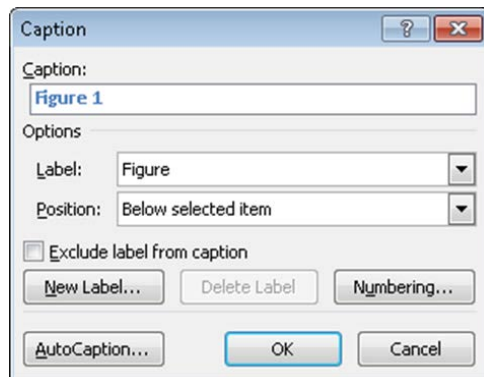 Caption
Caption:
Figure 1
Options
Label: Figure
Position: Below selected item
Exclude label from caption
New Label... Delete Label Numbering...
AutoCaption... OK Cancel